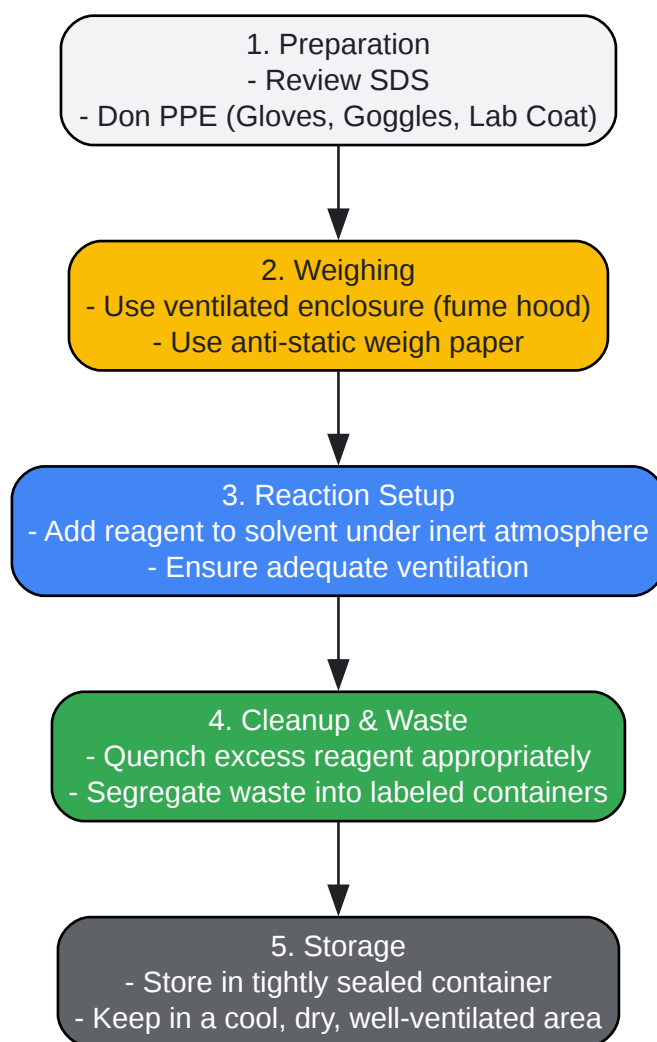 1. Preparation
- Review SDS
- Don PPE (Gloves, Goggles, Lab Coat)
2. Weighing
- Use ventilated enclosure (fume hood)
- Use anti-static weigh paper
3. Reaction Setup
- Add reagent to solvent under inert atmosphere
- Ensure adequate ventilation
4. Cleanup & Waste
- Quench excess reagent appropriately
- Segregate waste into labeled containers
5. Storage
- Store in tightly sealed container
- Keep in a cool, dry, well-ventilated area